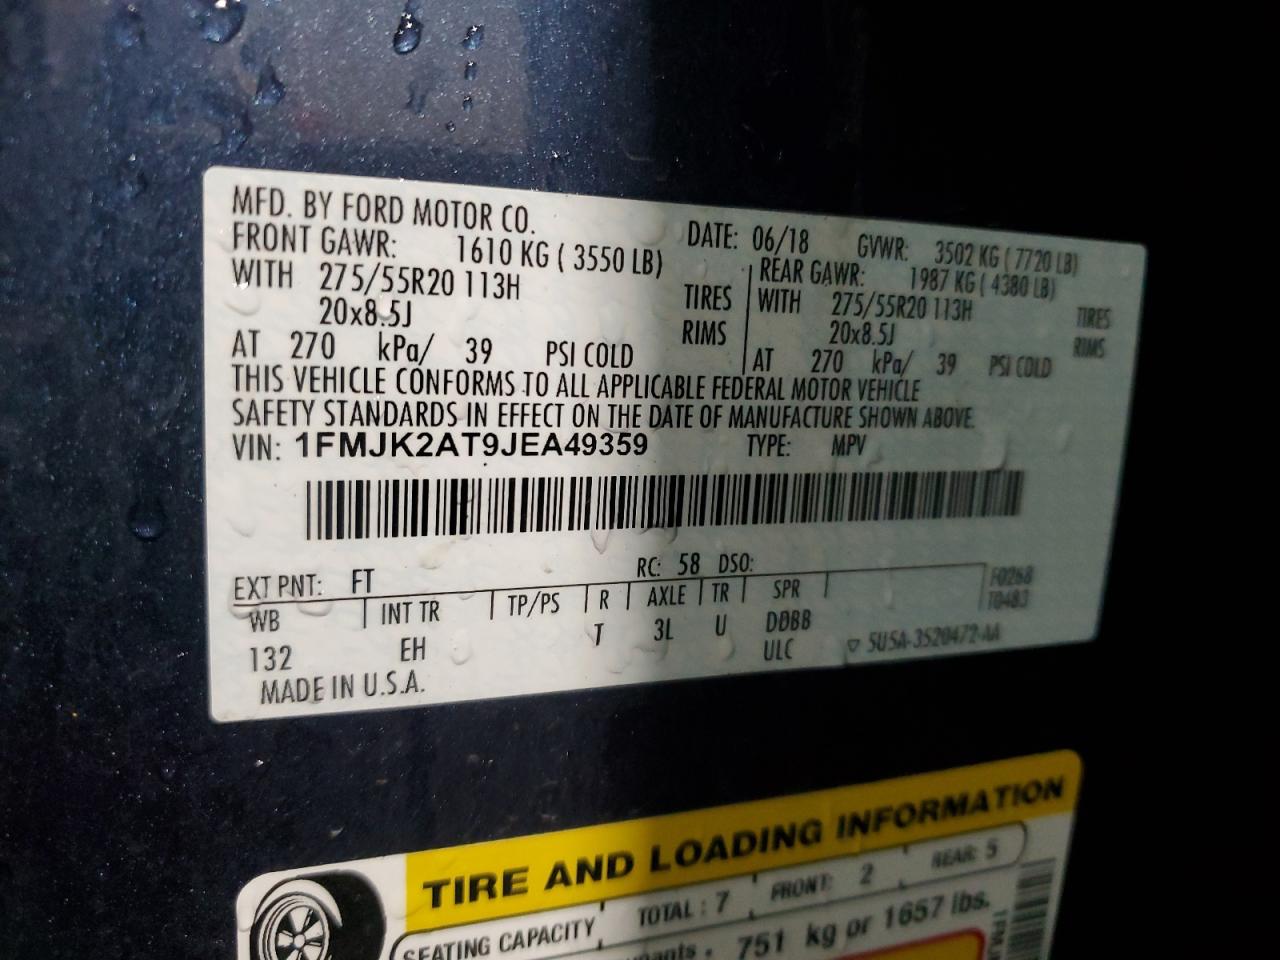 MFD. BY FORD MOTOR CO. DATE: 06/18 GVWR: 3502 KG ( 7720 LB)
FRONT GAWR: 1610 KG ( 3550 LB) REAR GAWR: 1987 KG ( 4380 LB)
WITH 275/55R20 113H TIRES WITH 275/55R20 113H TIRES
20x8.5J RIMS 20x8.5J RIMS
AT 270 kPa/ 39 PSI COLD AT 270 kPa/ 39 PSI COLD
THIS VEHICLE CONFORMS TO ALL APPLICABLE FEDERAL MOTOR VEHICLE
SAFETY STANDARDS IN EFFECT ON THE DATE OF MANUFACTURE SHOWN ABOVE.
VIN: 1FMJK2AT9JEA49359 TYPE: MPV
EXT PNT: FT RC: 58 DSO:
WB INT TR TP/PS R AXLE TR SPR F0268
T0483
132 EH T 3L U DDBB
ULC ▽ 5U5A-3520472-AA
MADE IN U.S.A.
TIRE AND LOADING INFORMATION
SEATING CAPACITY TOTAL : 7 FRONT: 2 REAR: 5
751 kg or 1657 lbs.